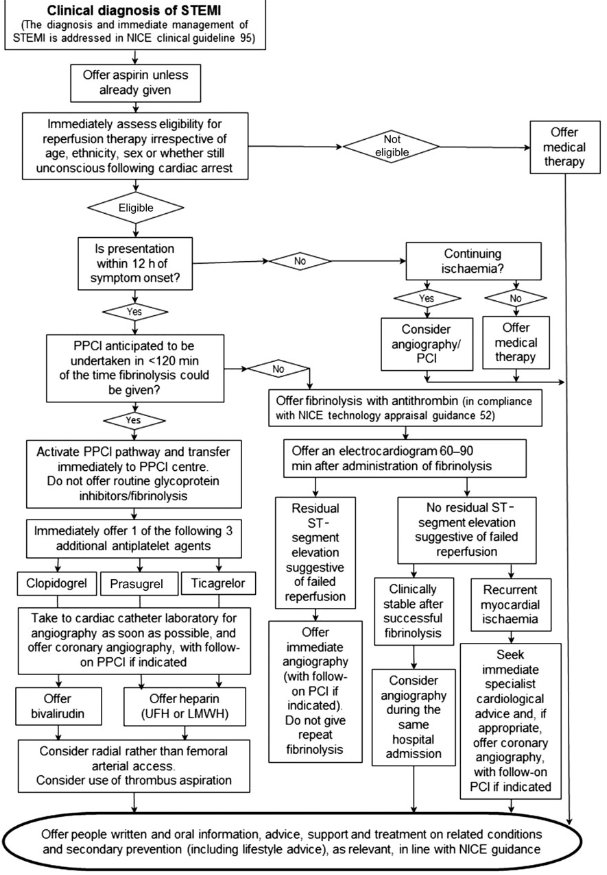 Clinical diagnosis of STEMI
(The diagnosis and immediate management of
STEMI is addressed in NICE clinical guideline 95)
Offer aspirin unless
already given
Immediately assess eligibility for
reperfusion therapy irrespective of
age, ethnicity, sex or whether still
unconscious following cardiac arrest
Not
eligible
Offer
medical
therapy
Eligible
Is presentation
within 12 h of
symptom onset?
No
Continuing
ischaemia?
Yes
No
Yes
Consider
angiography/
PCI
Offer
medical
therapy
PPCI anticipated to be
undertaken in <120 min
of the time fibrinolysis could
be given?
No
Yes
Offer fibrinolysis with antithrombin (in compliance
with NICE technology appraisal guidance 52)
Offer an electrocardiogram 60–90
min after administration of fibrinolysis
Activate PPCI pathway and transfer
immediately to PPCI centre.
Do not offer routine glycoprotein
inhibitors/fibrinolysis
Immediately offer 1 of the following 3
additional antiplatelet agents
Clopidogrel
Prasugrel
Ticagrelor
Take to cardiac catheter laboratory for
angiography as soon as possible, and
offer coronary angiography, with follow-
on PPCI if indicated
Offer
bivalirudin
Offer heparin
(UFH or LMWH)
Consider radial rather than femoral
arterial access.
Consider use of thrombus aspiration
Residual
ST-
segment
elevation
suggestive
of failed
reperfusion
Offer
immediate
angiography
(with follow-
on PCI if
indicated).
Do not give
repeat
fibrinolysis
No residual ST-
segment elevation
suggestive of failed
reperfusion
Clinically
stable after
successful
fibrinolysis
Consider
angiography
during the
same
hospital
admission
Recurrent
myocardial
ischaemia
Seek
immediate
specialist
cardiological
advice and, if
appropriate,
offer coronary
angiography,
with follow-on
PCI if indicated
Offer people written and oral information, advice, support and treatment on related conditions
and secondary prevention (including lifestyle advice), as relevant, in line with NICE guidance